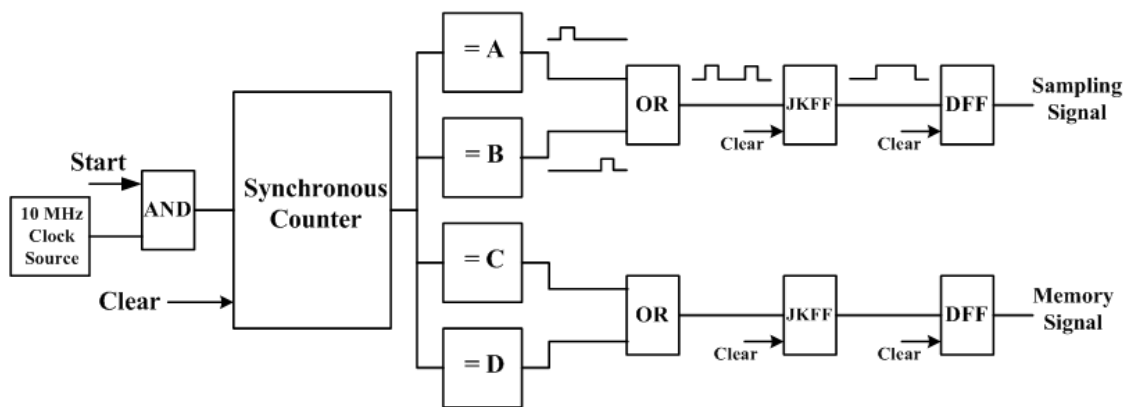 = A
OR
JKFF
DFF
Sampling
Signal
Clear
Clear
= B
Start
AND
10 MHz
Clock
Source
Synchronous
Counter
Clear
= C
OR
JKFF
DFF
Memory
Signal
Clear
Clear
= D